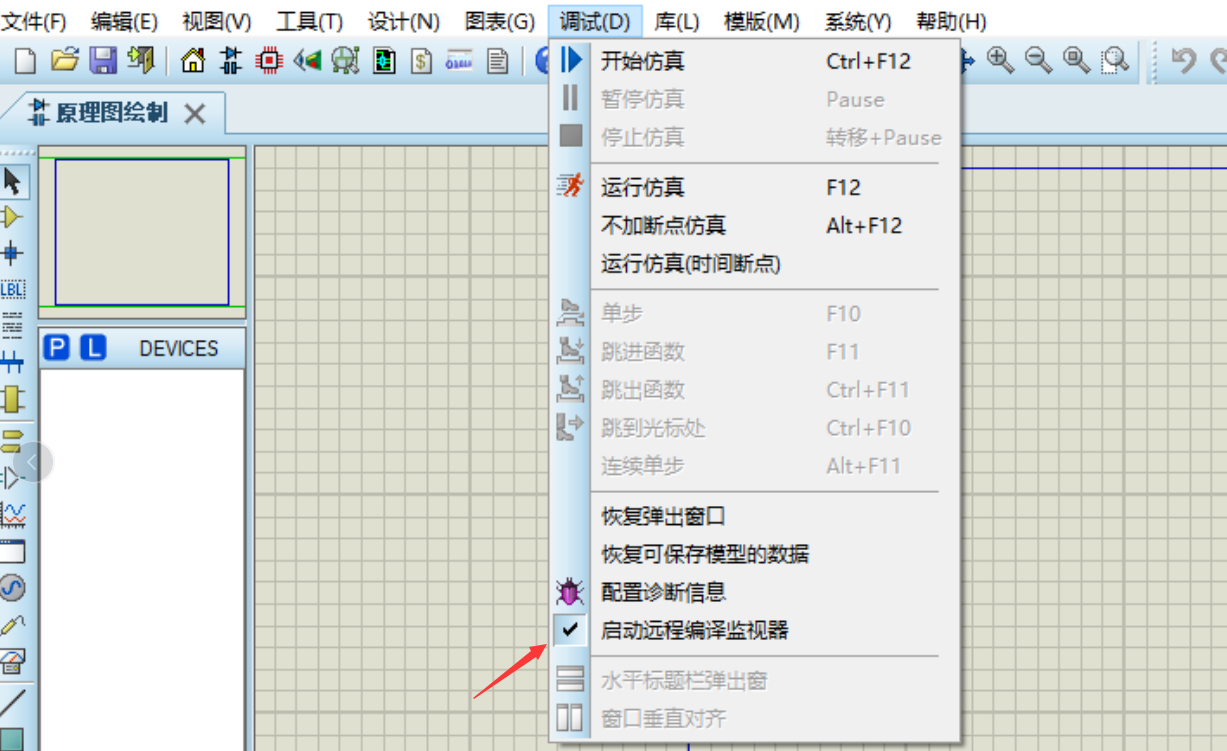 文件(F) 编辑(E) 视图(V) 工具(T) 设计(N) 图表(G) 调试(D) 库(L) 模版(M) 系统(Y) 帮助(H)
原理图绘制
LBL
P L DEVICES
开始仿真 Ctrl+F12
暂停仿真 Pause
停止仿真 转移+Pause
运行仿真 F12
不加断点仿真 Alt+F12
运行仿真(时间断点)
单步 F10
跳进函数 F11
跳出函数 Ctrl+F11
跳到光标处 Ctrl+F10
连续单步 Alt+F11
恢复弹出窗口
恢复可保存模型的数据
配置诊断信息
启动远程编译监视器
水平标题栏弹出窗
窗口垂直对齐